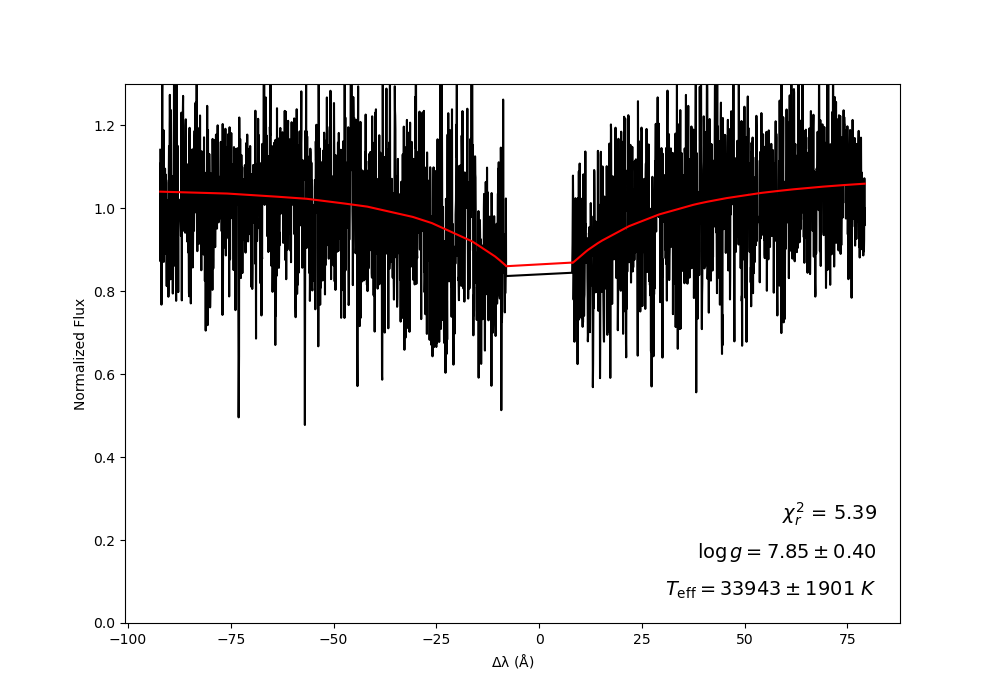 1.2
1.0
0.8
0.6
0.4
0.2
0.0
Normalized Flux
χ²ᵣ = 5.39
log g = 7.85 ± 0.40
T_eff = 33943 ± 1901 K
−100 −75 −50 −25 0 25 50 75
Δλ (Å)